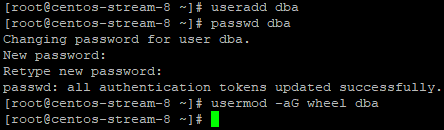 [root@centos-stream-8 ~]# useradd dba
[root@centos-stream-8 ~]# passwd dba
Changing password for user dba.
New password:
Retype new password:
passwd: all authentication tokens updated successfully.
[root@centos-stream-8 ~]# usermod -aG wheel dba
[root@centos-stream-8 ~]#